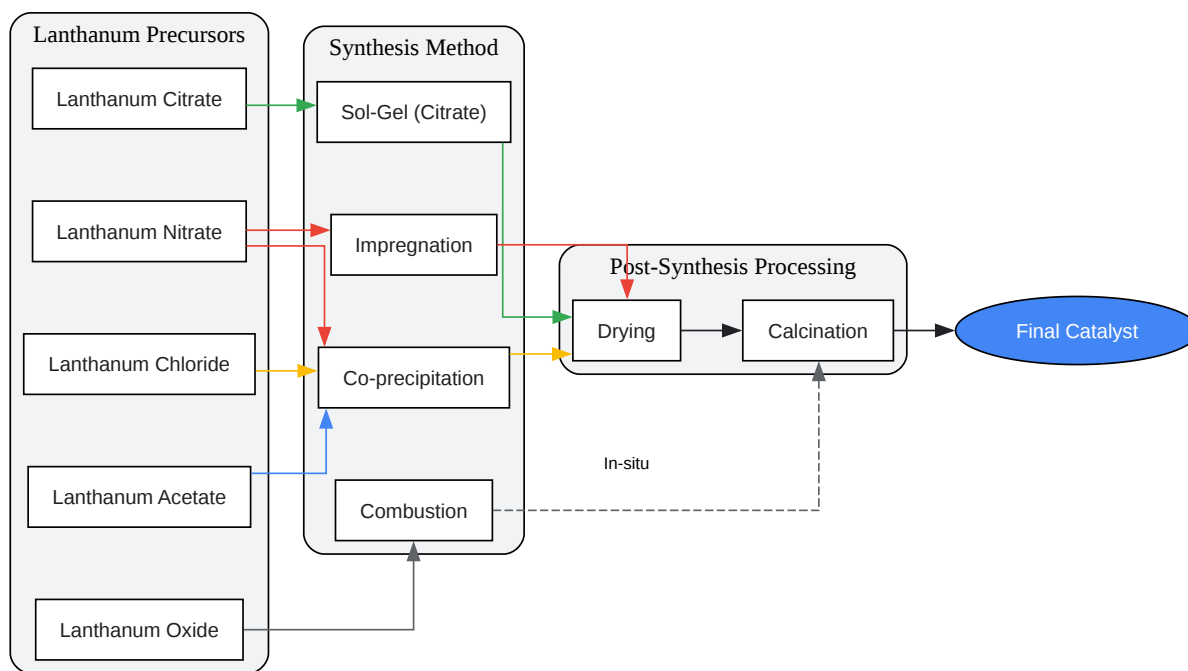 Lanthanum Precursors
Lanthanum Citrate
Lanthanum Nitrate
Lanthanum Chloride
Lanthanum Acetate
Lanthanum Oxide
Synthesis Method
Sol-Gel (Citrate)
Impregnation
Co-precipitation
Combustion
Post-Synthesis Processing
Drying
Calcination
In-situ
Final Catalyst